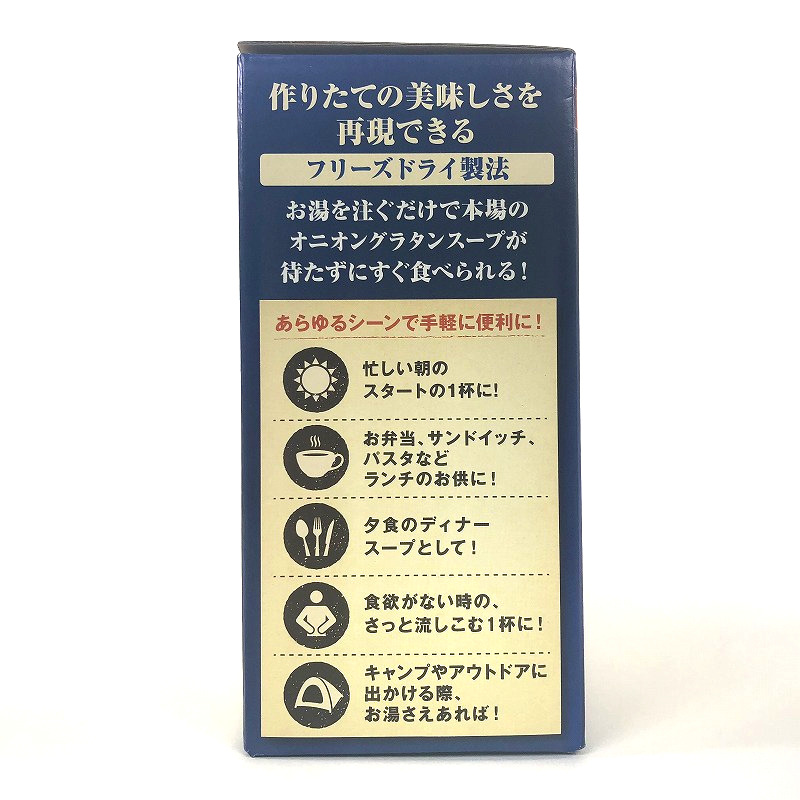 作りたての美味しさを
再現できる
フリーズドライ製法
お湯を注ぐだけで本場の
オニオングラタンスープが
待たずにすぐ食べられる!
あらゆるシーンで手軽に便利に!
忙しい朝の
スタートの1杯に!
お弁当、サンドイッチ、
パスタなど
ランチのお供に!
夕食のディナー
スープとして!
食欲がない時の、
さっと流しこむ1杯に!
キャンプやアウトドアに
出かける際、
お湯さえあれば!